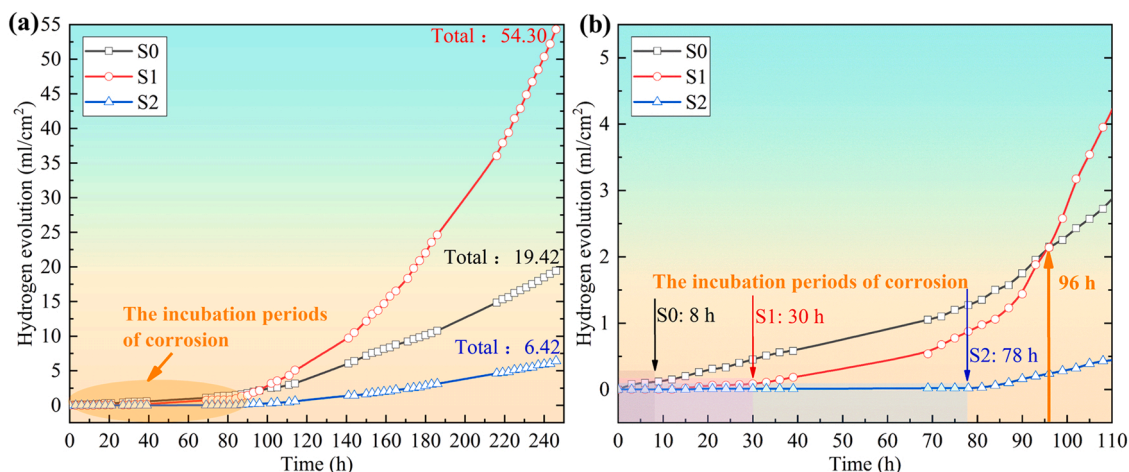 (a)
55
50
45
40
35
30
25
20
15
10
5
0
Hydrogen evolution (ml/cm²)
S0
S1
S2
Total： 54.30
Total： 19.42
Total： 6.42
The incubation periods
of corrosion
0 20 40 60 80 100 120 140 160 180 200 220 240
Time (h)
(b)
5
4
3
2
1
0
Hydrogen evolution (ml/cm²)
S0
S1
S2
The incubation periods of corrosion
96 h
S0: 8 h
S1: 30 h
S2: 78 h
0 10 20 30 40 50 60 70 80 90 100 110
Time (h)